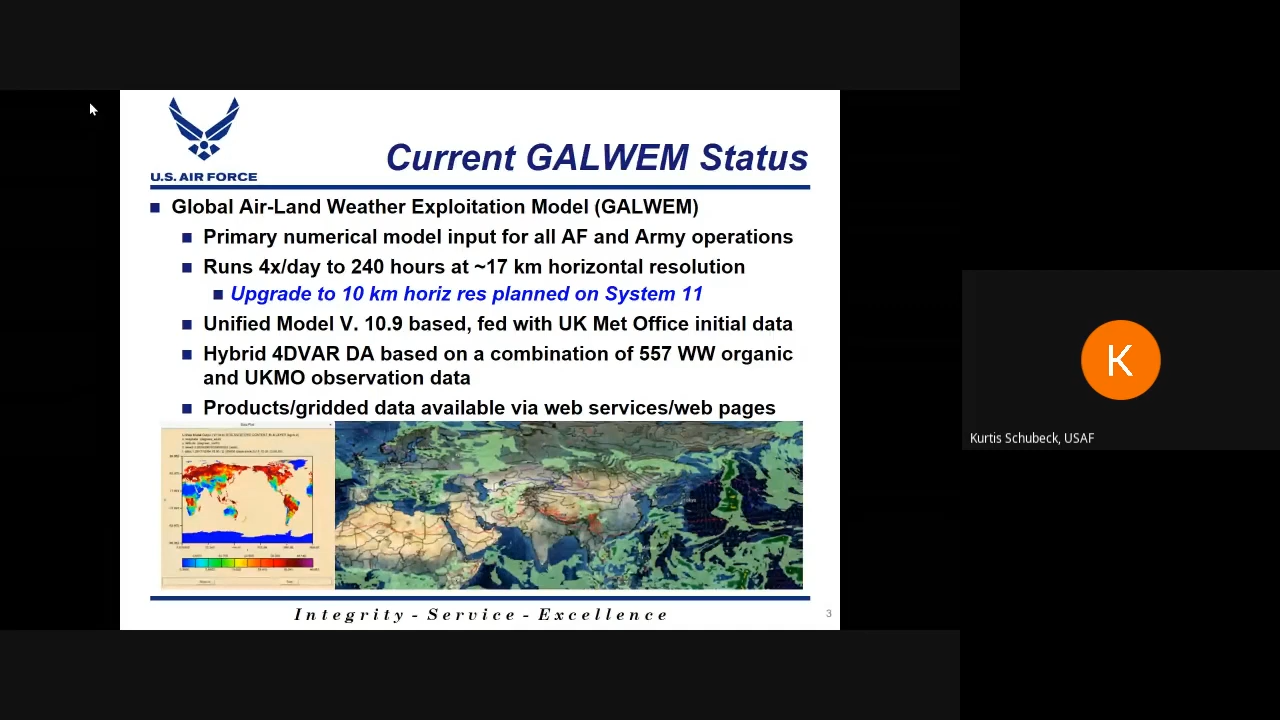 U.S. AIR FORCE
Current GALWEM Status
Global Air-Land Weather Exploitation Model (GALWEM)
Primary numerical model input for all AF and Army operations
Runs 4x/day to 240 hours at ~17 km horizontal resolution
Upgrade to 10 km horiz res planned on System 11
Unified Model V. 10.9 based, fed with UK Met Office initial data
Hybrid 4DVAR DA based on a combination of 557 WW organic
and UKMO observation data
Products/gridded data available via web services/web pages
Integrity - Service - Excellence
3
K
Kurtis Schubeck, USAF